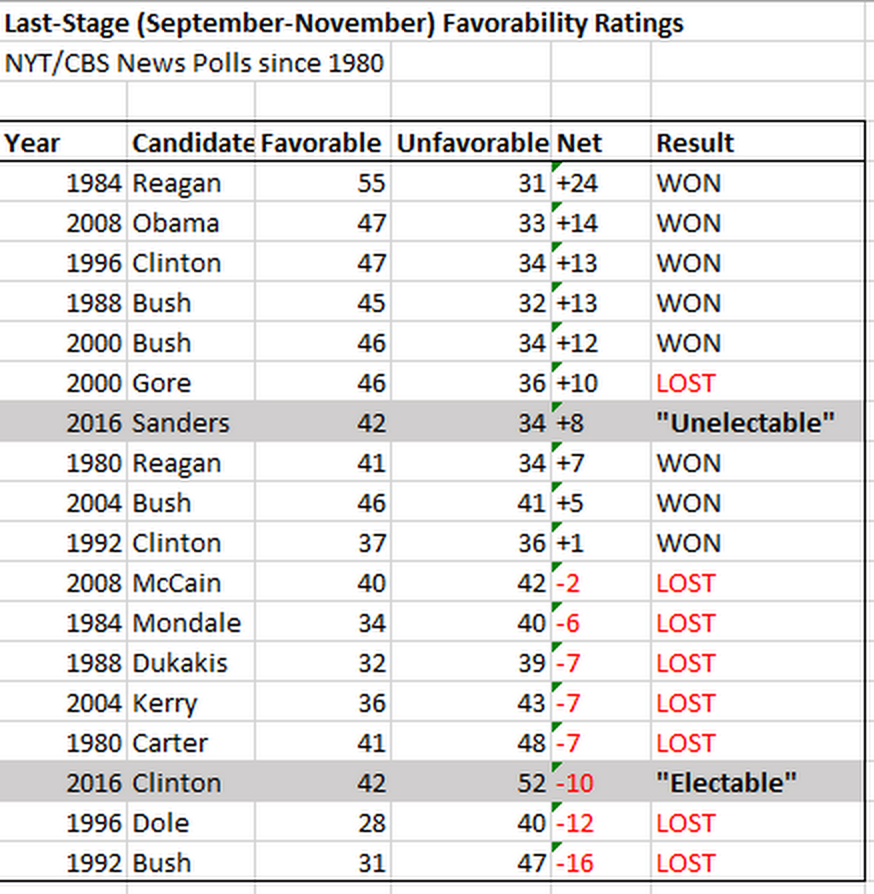 Last-Stage (September-November) Favorability Ratings
NYT/CBS News Polls since 1980
Year Candidate Favorable Unfavorable Net Result
1984 Reagan 55 31 +24 WON
2008 Obama 47 33 +14 WON
1996 Clinton 47 34 +13 WON
1988 Bush 45 32 +13 WON
2000 Bush 46 34 +12 WON
2000 Gore 46 36 +10 LOST
2016 Sanders 42 34 +8 "Unelectable"
1980 Reagan 41 34 +7 WON
2004 Bush 46 41 +5 WON
1992 Clinton 37 36 +1 WON
2008 McCain 40 42 -2 LOST
1984 Mondale 34 40 -6 LOST
1988 Dukakis 32 39 -7 LOST
2004 Kerry 36 43 -7 LOST
1980 Carter 41 48 -7 LOST
2016 Clinton 42 52 -10 "Electable"
1996 Dole 28 40 -12 LOST
1992 Bush 31 47 -16 LOST